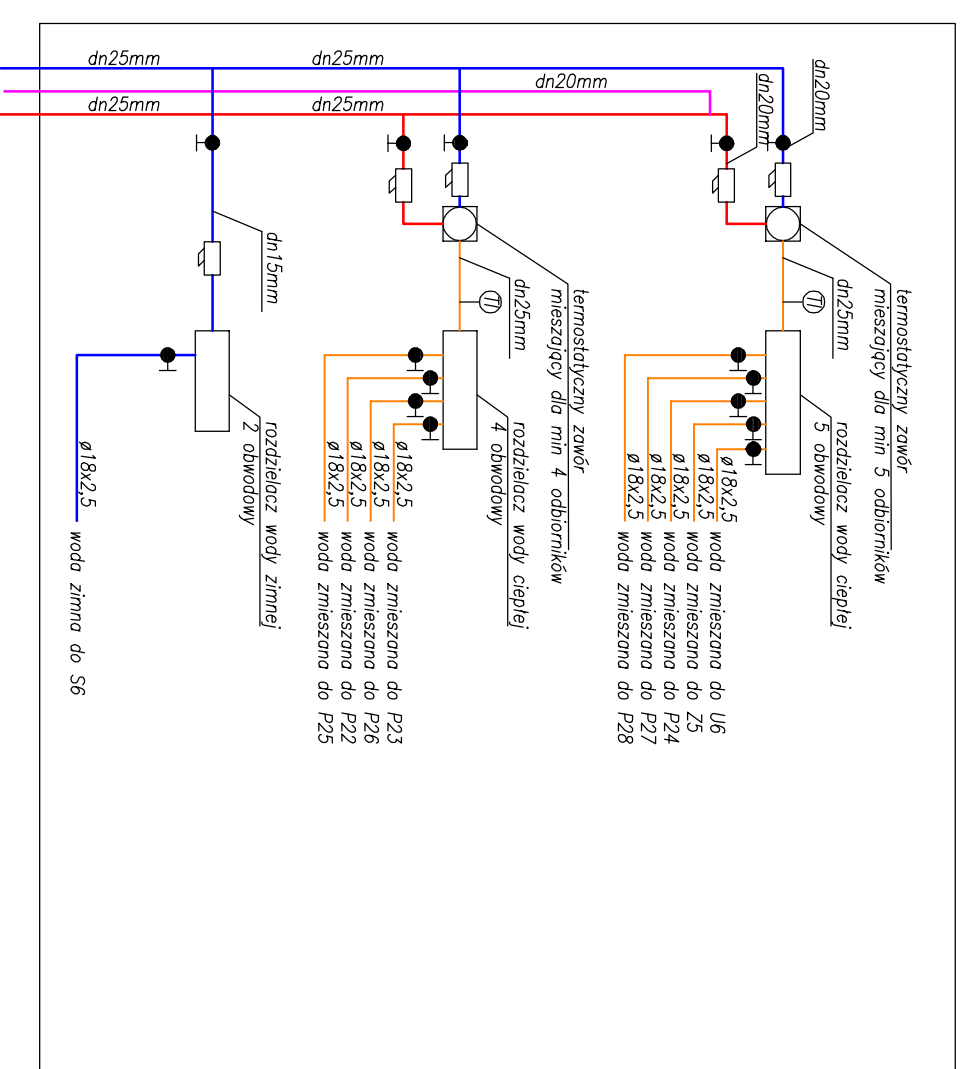 dn25mm
dn25mm
dn20mm
dn25mm
dn25mm
dn20mm
dn20mm
termostatyczny zawór
mieszający dla min 5 odbiorników
dn25mm
TI
rozdzielacz wody ciepłej
5 obwodowy
ø18x2,5
ø18x2,5
ø18x2,5
ø18x2,5
ø18x2,5
woda zmieszana do U6
woda zmieszana do Z5
woda zmieszana do P24
woda zmieszana do P27
woda zmieszana do P28
termostatyczny zawór
mieszający dla min 4 odbiorników
dn25mm
TI
rozdzielacz wody ciepłej
4 obwodowy
ø18x2,5
ø18x2,5
ø18x2,5
ø18x2,5
woda zmieszana do P23
woda zmieszana do P26
woda zmieszana do P22
woda zmieszana do P25
dn15mm
rozdzielacz wody zimnej
2 obwodowy
ø18x2,5
woda zimna do S6